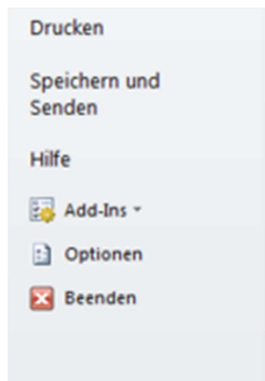 Drucken
Speichern und
Senden
Hilfe
Add-Ins
Optionen
Beenden